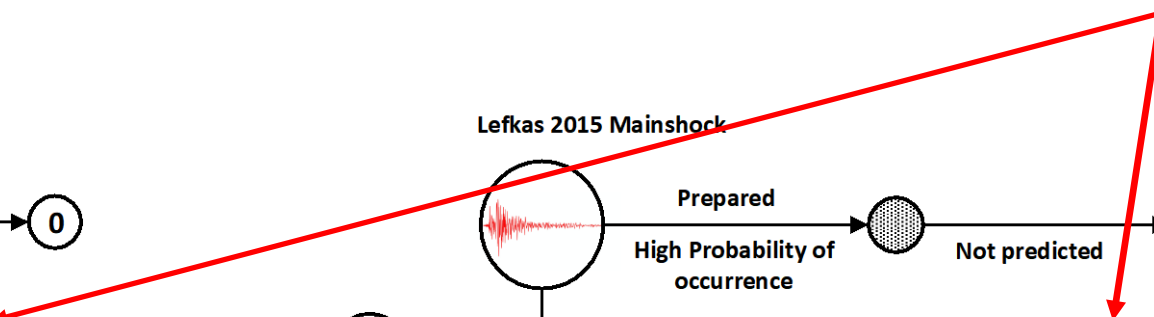 Lefkas 2015 Mainshock
0
Prepared
High Probability of
occurrence
Not predicted